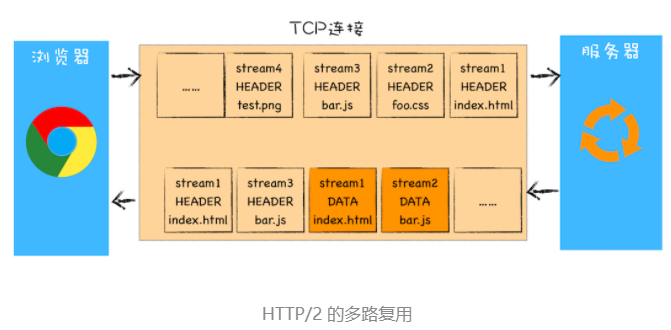 TCP连接
浏览器
服务器
……
stream4
HEADER
test.png
stream3
HEADER
bar.js
stream2
HEADER
foo.css
stream1
HEADER
index.html
stream1
HEADER
index.html
stream3
HEADER
bar.js
stream1
DATA
index.html
stream2
DATA
bar.js
……
HTTP/2 的多路复用